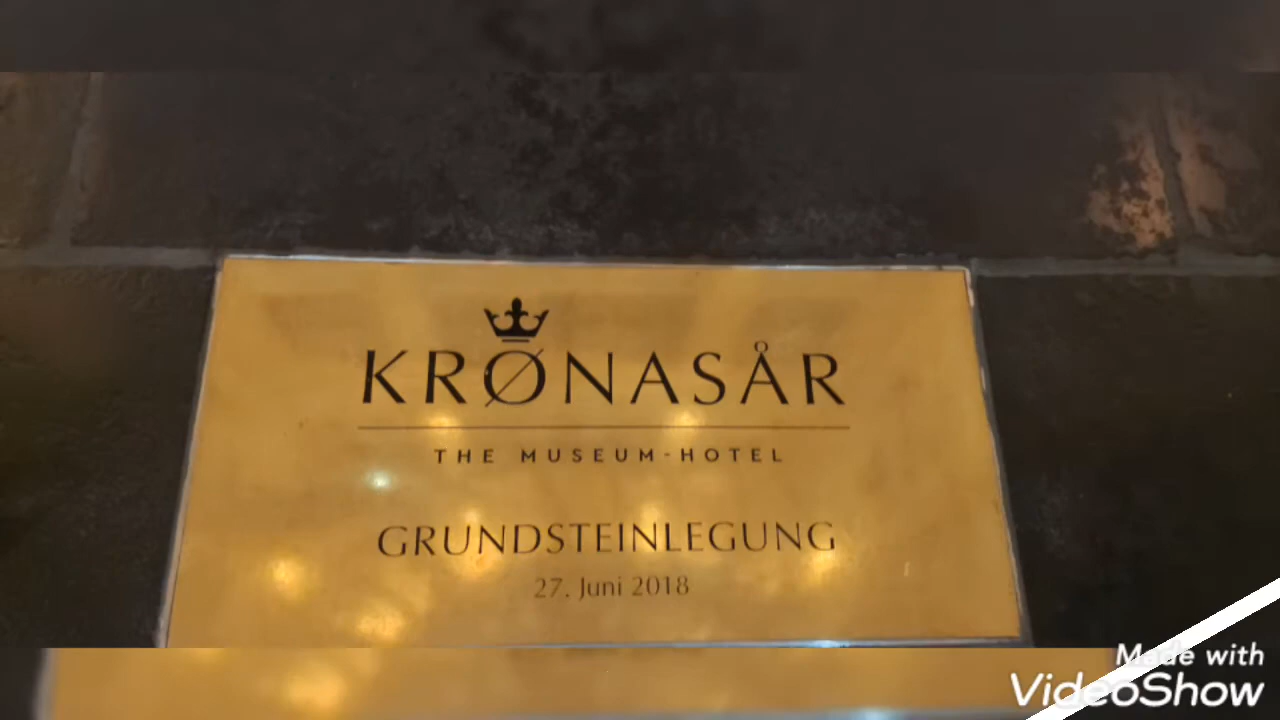 KRØNASÅR
THE MUSEUM-HOTEL
GRUNDSTEINLEGUNG
27. Juni 2018
Made with
VideoShow